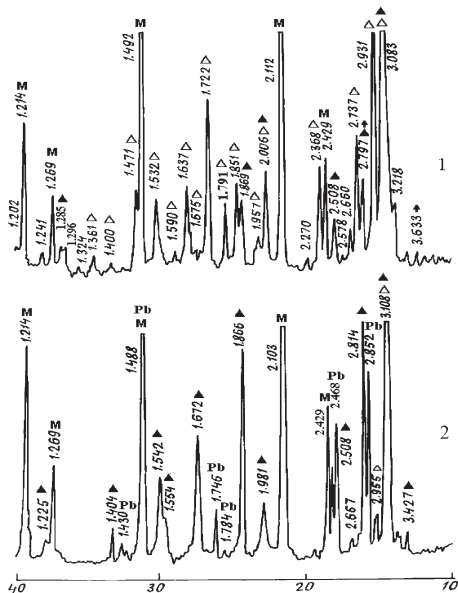 M 1.214
1.202
1.241
M 1.269
▲ 1.285
1.296
1.324
△ 1.361
△ 1.400
△ 1.471
M 1.492
△ 1.532
△ 1.590
△ 1.637
△ 1.675
△ 1.722
△ 1.791
△ 1.851
▲ 1.869
△ 1.957
▲ △ 2.006
M 2.112
2.270
△ 2.368
M 2.429
▲ 2.508
2.578
2.660
△ 2.737
▲ 2.797
△ 2.931
▲ △ 3.083
3.218
▲ 3.633
1
M 1.214
▲ 1.225
M 1.269
▲ 1.404
Pb 1.430
Pb M 1.488
▲ 1.542
▲ 1.564
▲ 1.672
Pb 1.746
Pb 1.784
▲ 1.866
▲ 1.981
M 2.103
M 2.429
Pb 2.468
▲ 2.508
2.667
▲ 2.814
Pb 2.852
△ 2.955
▲ △ 3.108
▲ 3.427
2
40 30 20 10